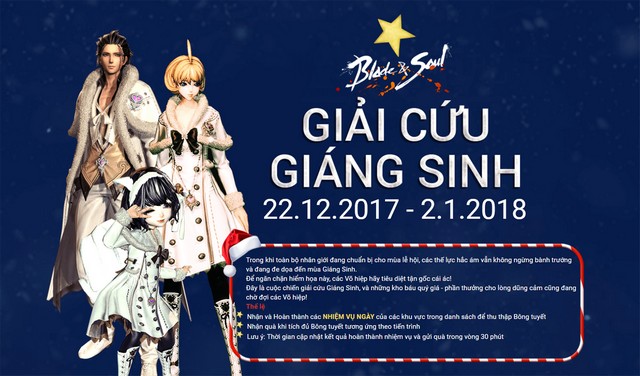 Blade & Soul
GIẢI CỨU
GIÁNG SINH
22.12.2017 - 2.1.2018
Trong khi toàn bộ nhân giới đang chuẩn bị cho mùa lễ hội, các thế lực hắc ám vẫn không ngừng bành trướng
và đang đe dọa đến mùa Giáng Sinh.
Để ngăn chặn hiểm họa này, các Võ hiệp hãy tiêu diệt tận gốc cái ác!
Đây là cuộc chiến giải cứu Giáng Sinh, và những kho báu quý giá - phần thưởng cho lòng dũng cảm cũng đang
chờ đợi các Võ hiệp!
Thể lệ
Nhận và Hoàn thành các NHIỆM VỤ NGÀY của các khu vực trong danh sách để thu thập Bông tuyết
Nhận quà khi tích đủ Bông tuyết tương ứng theo tiến trình
Lưu ý: Thời gian cập nhật kết quả hoàn thành nhiệm vụ và gửi quà trong vòng 30 phút